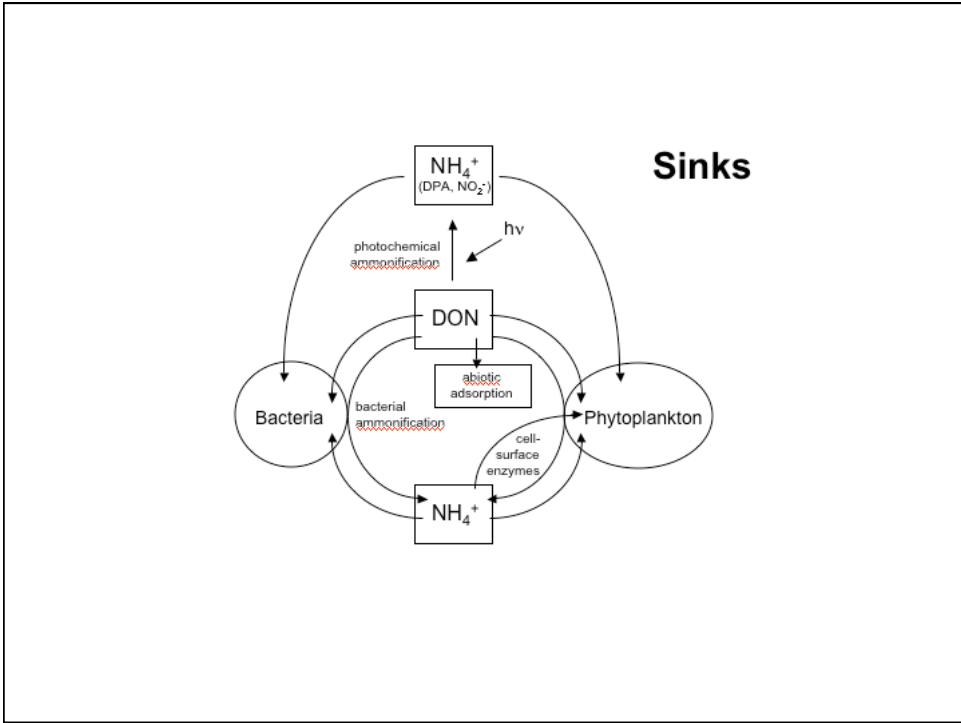 Sinks
NH₄⁺
(DPA, NO₂⁻)
hν
photochemical
ammonification
DON
abiotic
adsorption
Bacteria
bacterial
ammonification
Phytoplankton
cell-
surface
enzymes
NH₄⁺